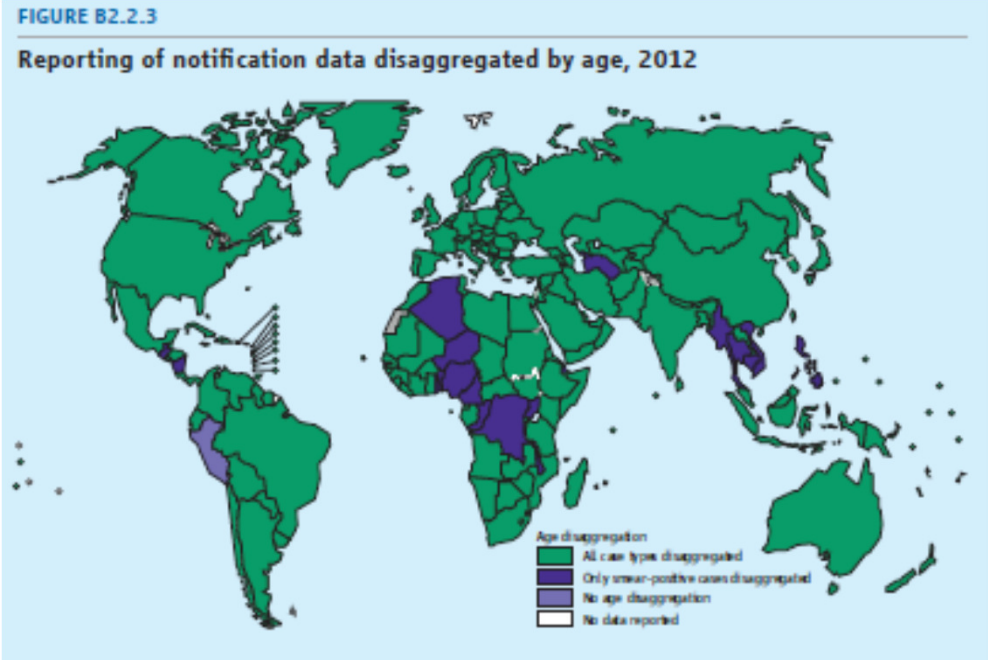 FIGURE B2.2.3
Reporting of notification data disaggregated by age, 2012
Age disaggregation
All case types disaggregated
Only smear-positive cases disaggregated
No age disaggregation
No data reported